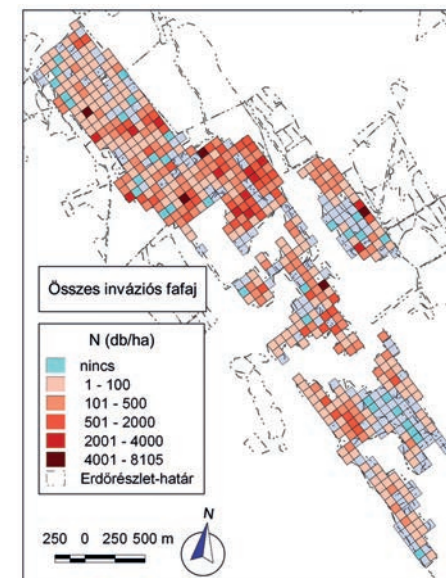 Összes inváziós fafaj
N (db/ha)
nincs
1 - 100
101 - 500
501 - 2000
2001 - 4000
4001 - 8105
Erdőrészlet-határ
250 0 250 500 m
N